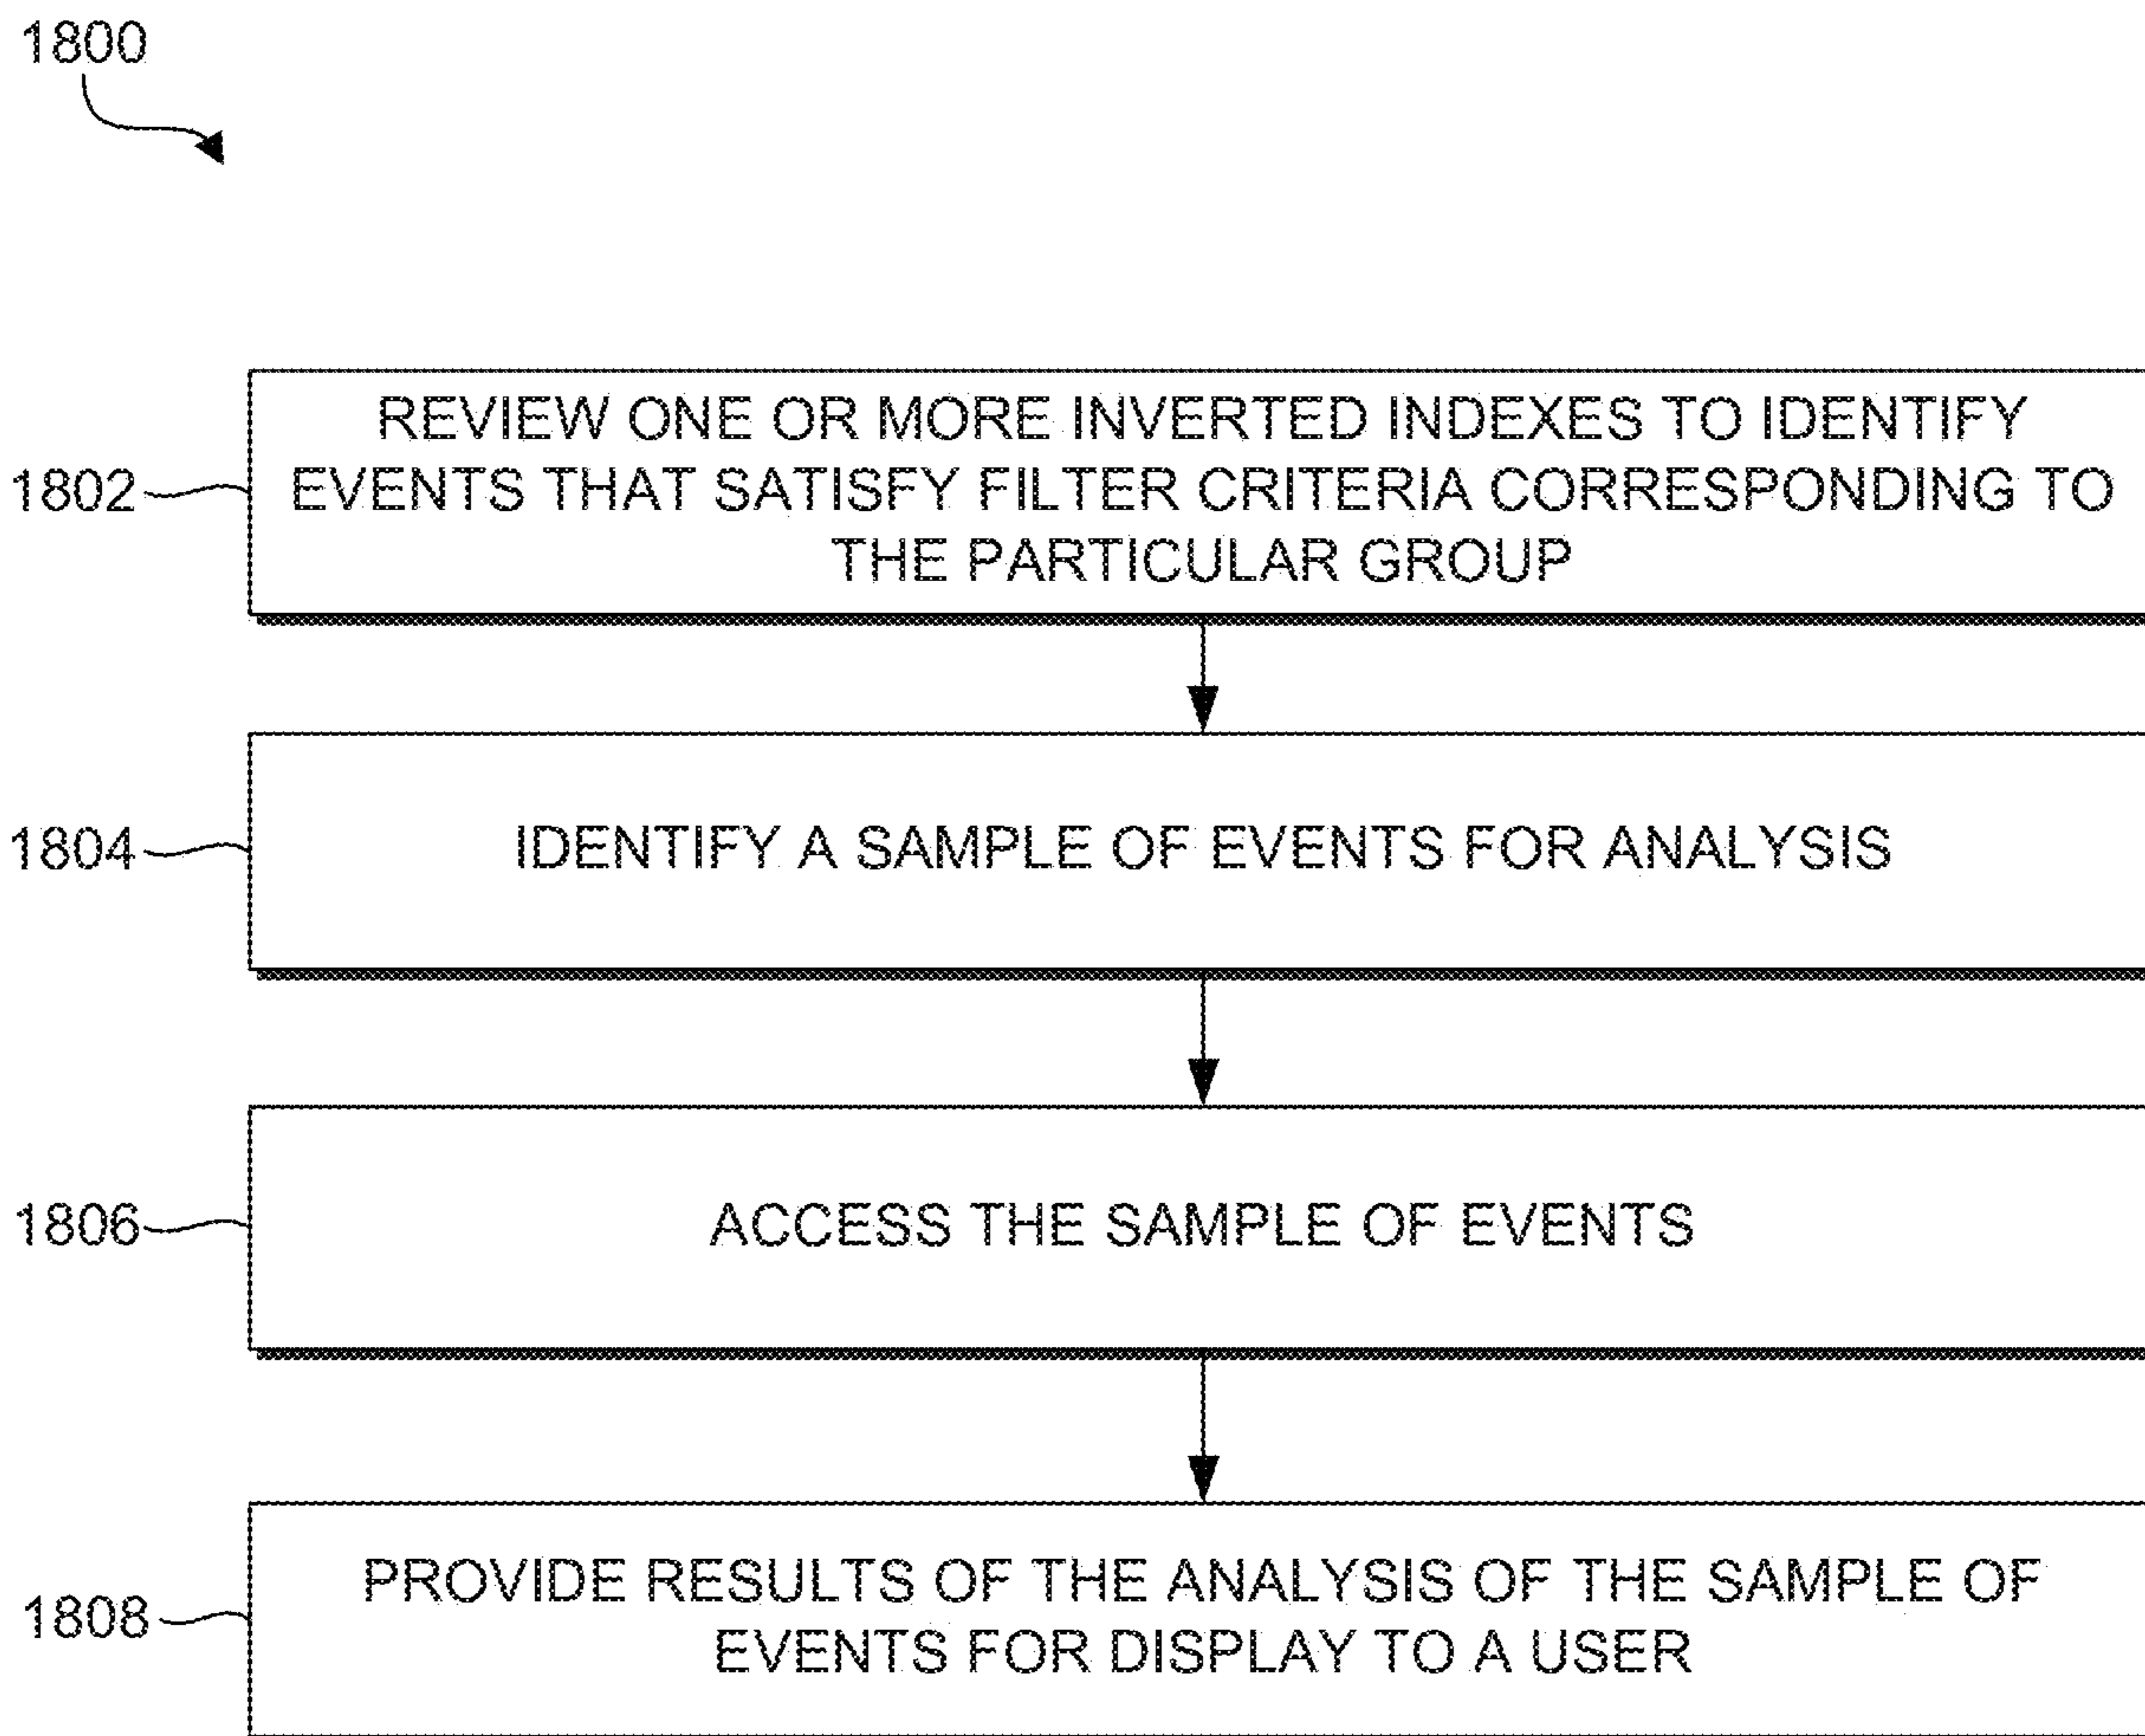 1800
REVIEW ONE OR MORE INVERTED INDEXES TO IDENTIFY
1802
EVENTS THAT SATISFY FILTER CRITERIA CORRESPONDING TO
THE PARTICULAR GROUP
1804
IDENTIFY A SAMPLE OF EVENTS FOR ANALYSIS
1806
ACCESS THE SAMPLE OF EVENTS
PROVIDE RESULTS OF THE ANALYSIS OF THE SAMPLE OF
1808
EVENTS FOR DISPLAY TO A USER